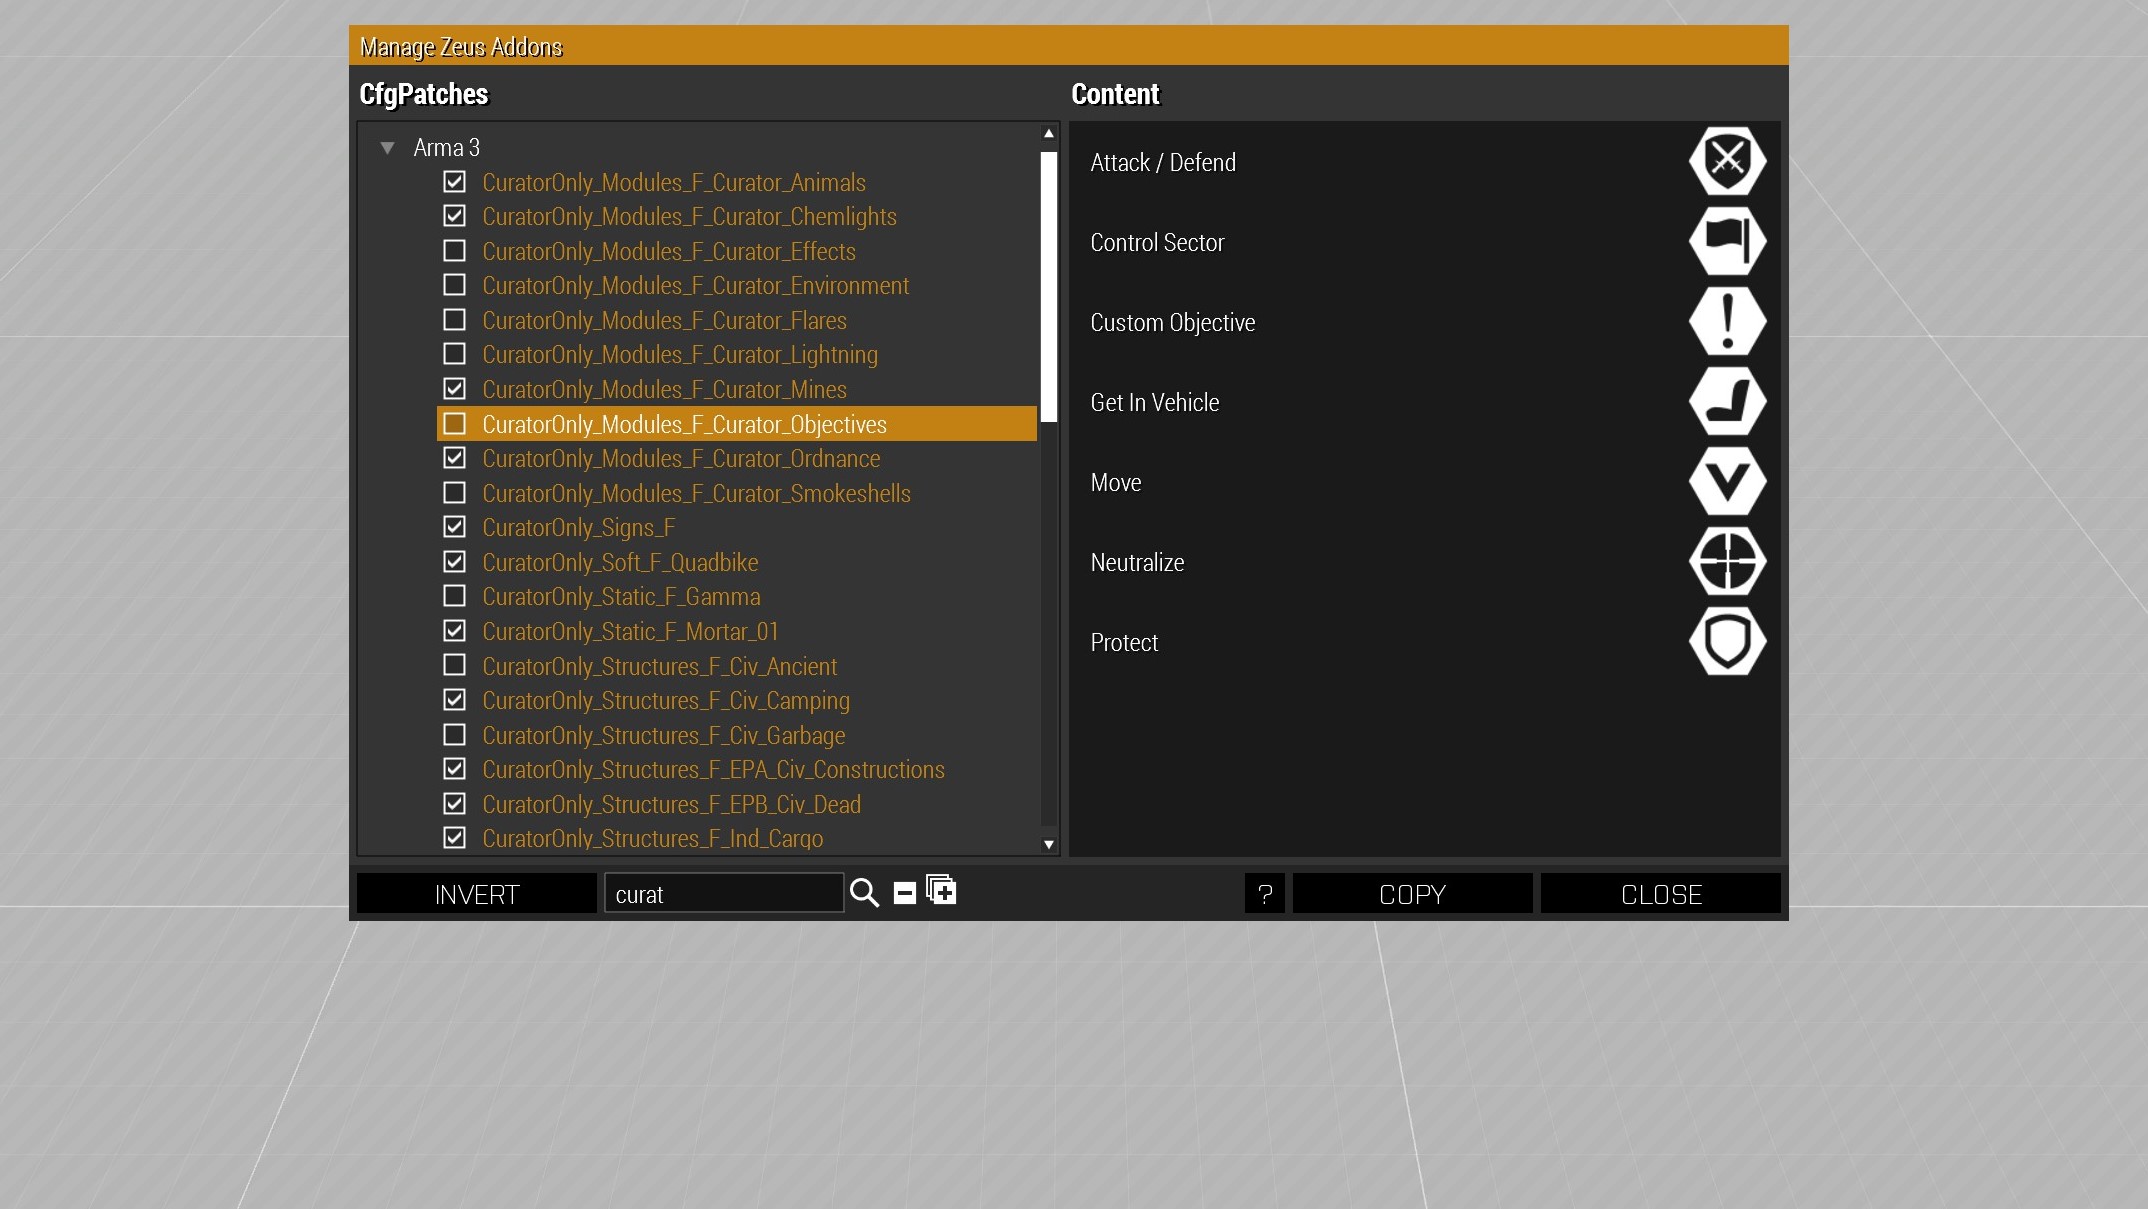 Manage Zeus Addons
CfgPatches
Arma 3
CuratorOnly_Modules_F_Curator_Animals
CuratorOnly_Modules_F_Curator_Chemlights
CuratorOnly_Modules_F_Curator_Effects
CuratorOnly_Modules_F_Curator_Environment
CuratorOnly_Modules_F_Curator_Flares
CuratorOnly_Modules_F_Curator_Lightning
CuratorOnly_Modules_F_Curator_Mines
CuratorOnly_Modules_F_Curator_Objectives
CuratorOnly_Modules_F_Curator_Ordnance
CuratorOnly_Modules_F_Curator_Smokeshells
CuratorOnly_Signs_F
CuratorOnly_Soft_F_Quadbike
CuratorOnly_Static_F_Gamma
CuratorOnly_Static_F_Mortar_01
CuratorOnly_Structures_F_Civ_Ancient
CuratorOnly_Structures_F_Civ_Camping
CuratorOnly_Structures_F_Civ_Garbage
CuratorOnly_Structures_F_EPA_Civ_Constructions
CuratorOnly_Structures_F_EPB_Civ_Dead
CuratorOnly_Structures_F_Ind_Cargo
Content
Attack / Defend
Control Sector
Custom Objective
Get In Vehicle
Move
Neutralize
Protect
INVERT
curat
?
COPY
CLOSE